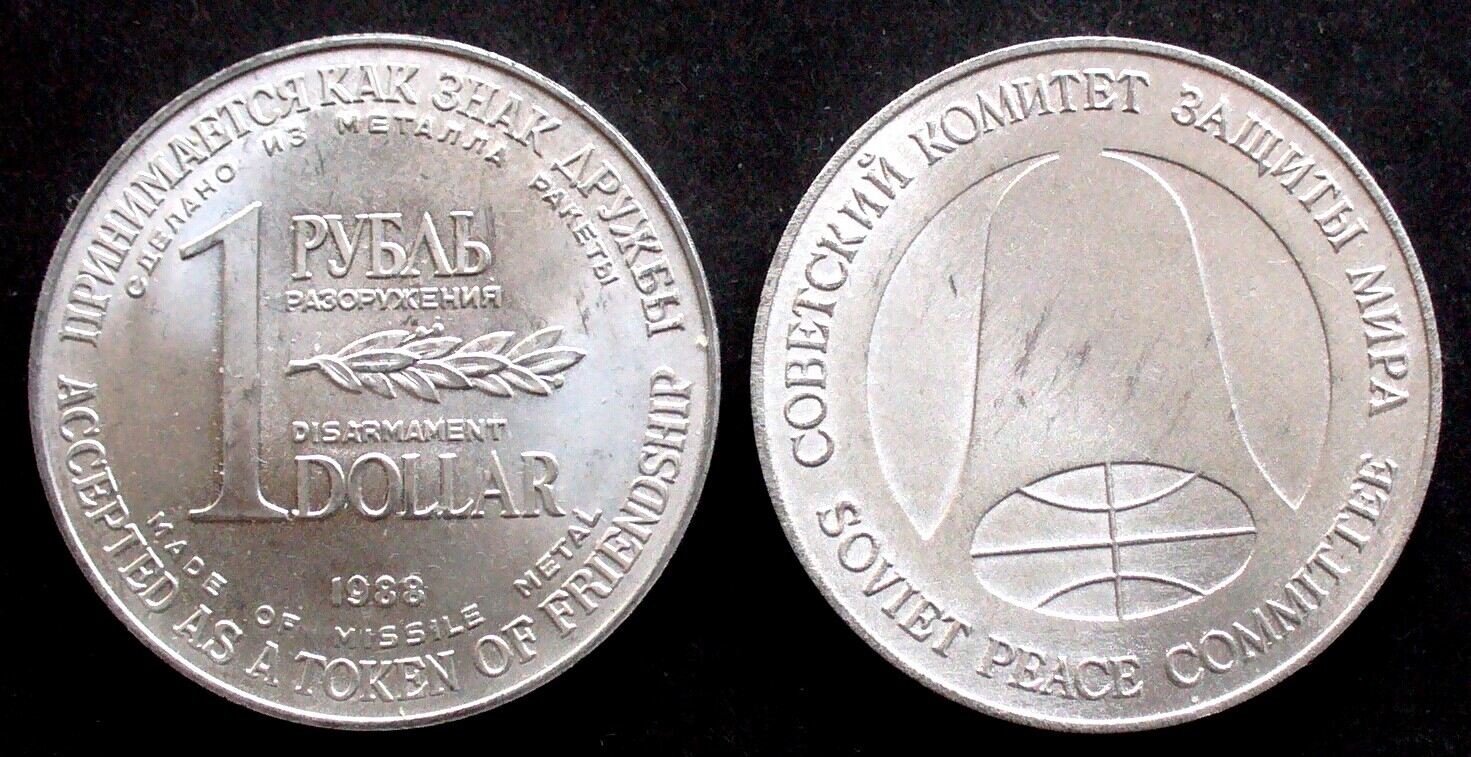 ПРИНИМАЕТСЯ КАК ЗНАК ДРУЖБЫ
СДЕЛАНО ИЗ МЕТАЛЛА РАКЕТЫ
1 РУБЛЬ
РАЗОРУЖЕНИЯ
DISARMAMENT
DOLLAR
1988
MADE OF MISSILE METAL
ACCEPTED AS A TOKEN OF FRIENDSHIP
СОВЕТСКИЙ КОМИТЕТ ЗАЩИТЫ МИРА
SOVIET PEACE COMMITTEE